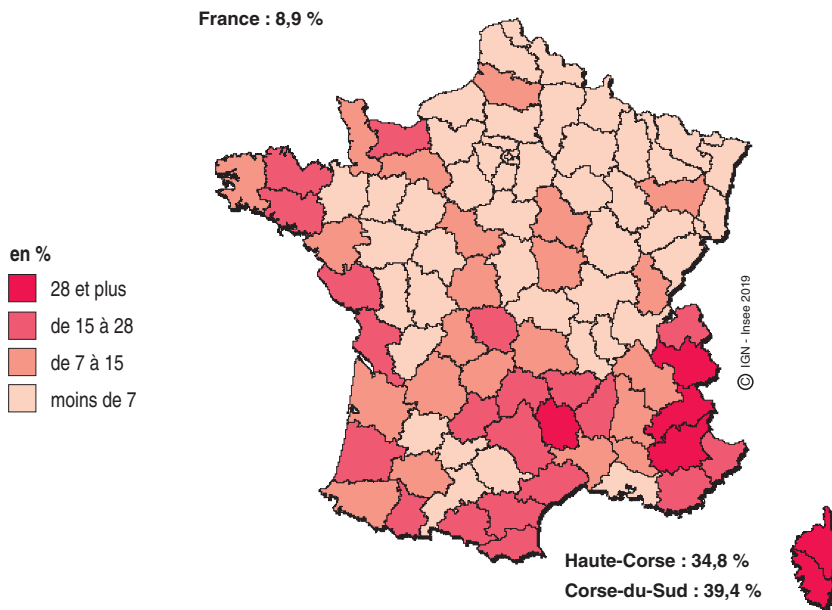 France : 8,9 %
en %
28 et plus
de 15 à 28
de 7 à 15
moins de 7
© IGN - Insee 2019
Haute-Corse : 34,8 %
Corse-du-Sud : 39,4 %